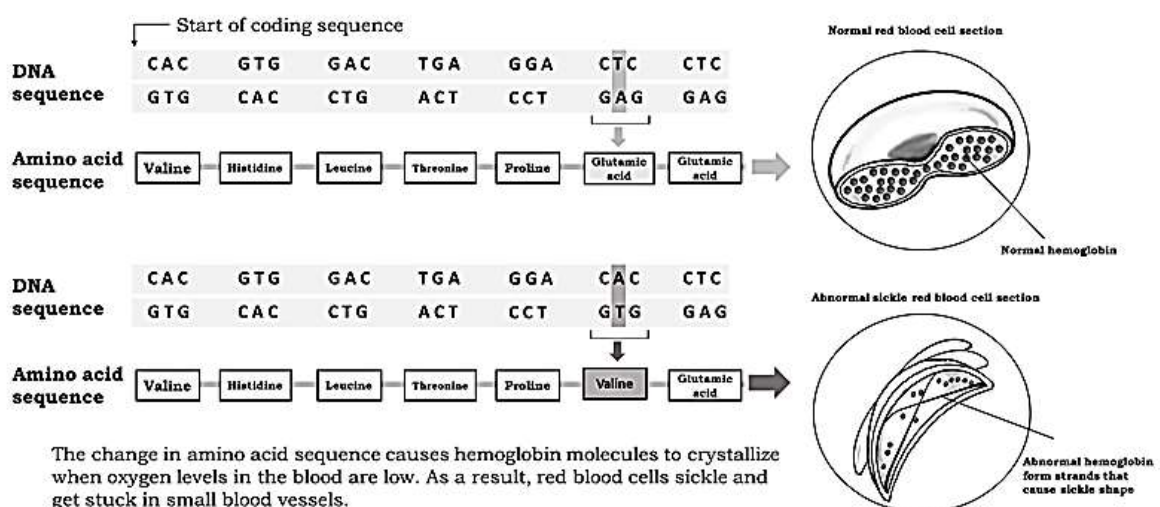 Start of coding sequence
DNA sequence
CAC GTG GAC TGA GGA CTC CTC
GTG CAC CTG ACT CCT GAG GAG
Amino acid sequence
Valine Histidine Leucine Threonine Proline Glutamic acid Glutamic acid
Normal red blood cell section
Normal hemoglobin
DNA sequence
CAC GTG GAC TGA GGA CAC CTC
GTG CAC CTG ACT CCT GTG GAG
Amino acid sequence
Valine Histidine Leucine Threonine Proline Valine Glutamic acid
Abnormal sickle red blood cell section
Abnormal hemoglobin
form strands that
cause sickle shape
The change in amino acid sequence causes hemoglobin molecules to crystallize
when oxygen levels in the blood are low. As a result, red blood cells sickle and
get stuck in small blood vessels.